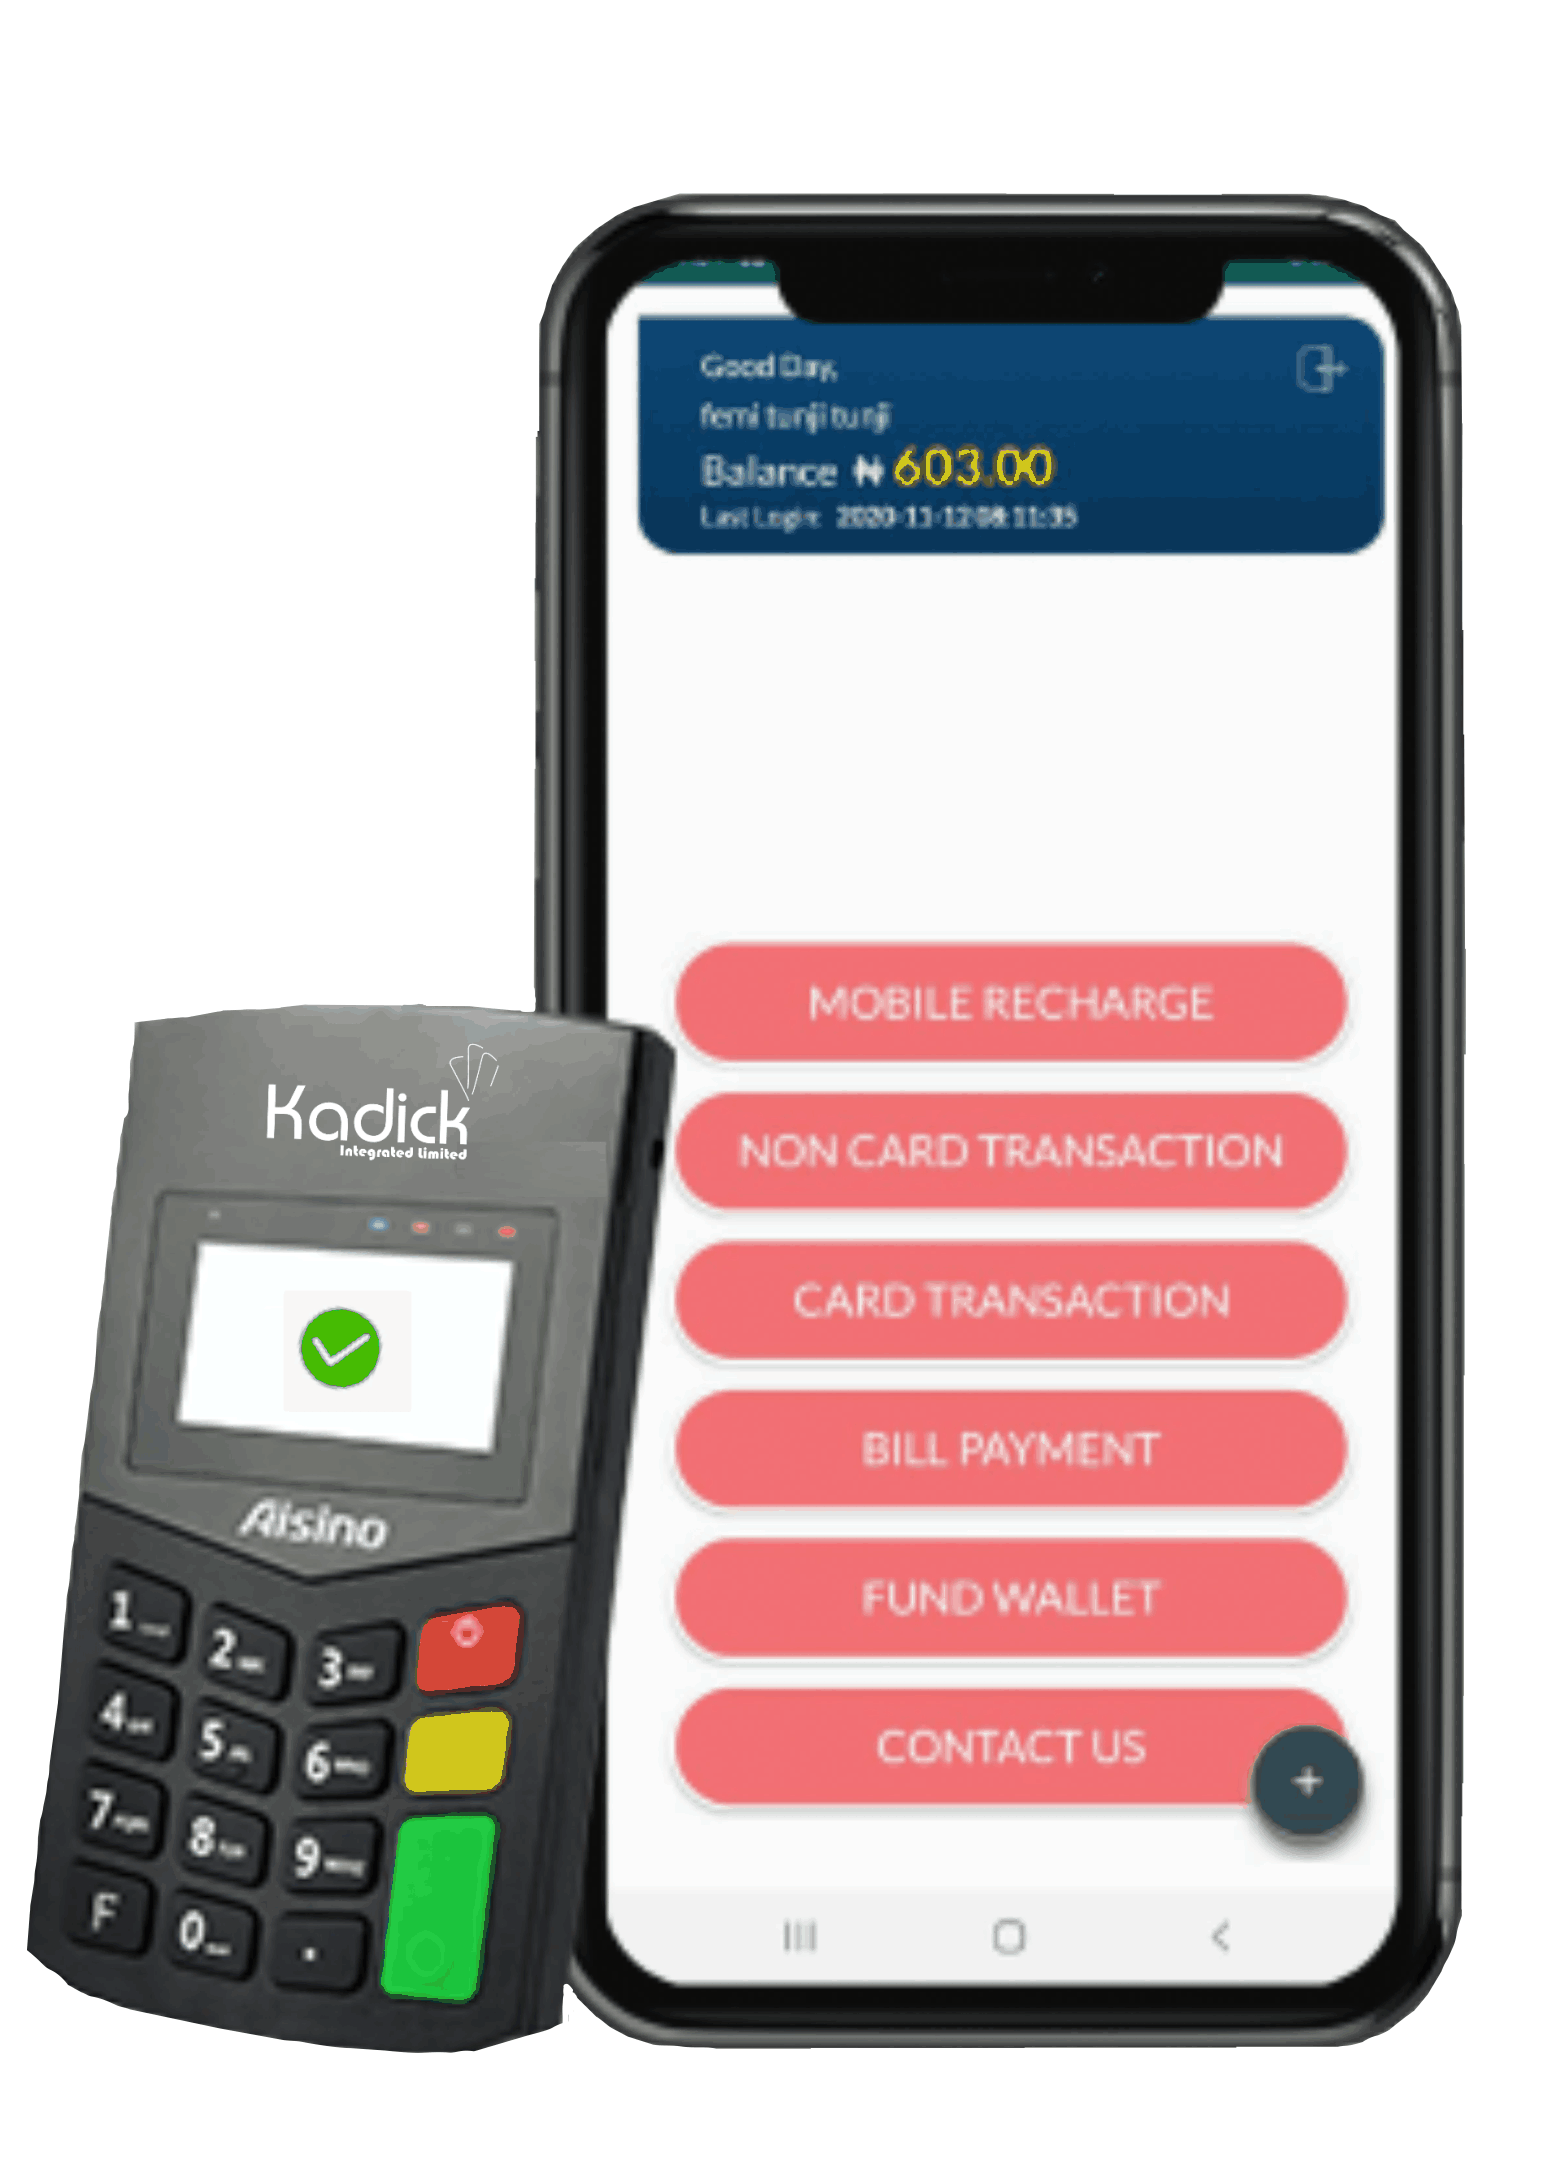 Good Day,
femi tunji tunji
Balance ₦ 603.00
Last Login: 2020-11-12 08:11:35
MOBILE RECHARGE
NON CARD TRANSACTION
CARD TRANSACTION
BILL PAYMENT
FUND WALLET
CONTACT US
+
Kadick
Integrated Limited
Aisino
1
2
3
4
5
6
7
8
9
F
0
.